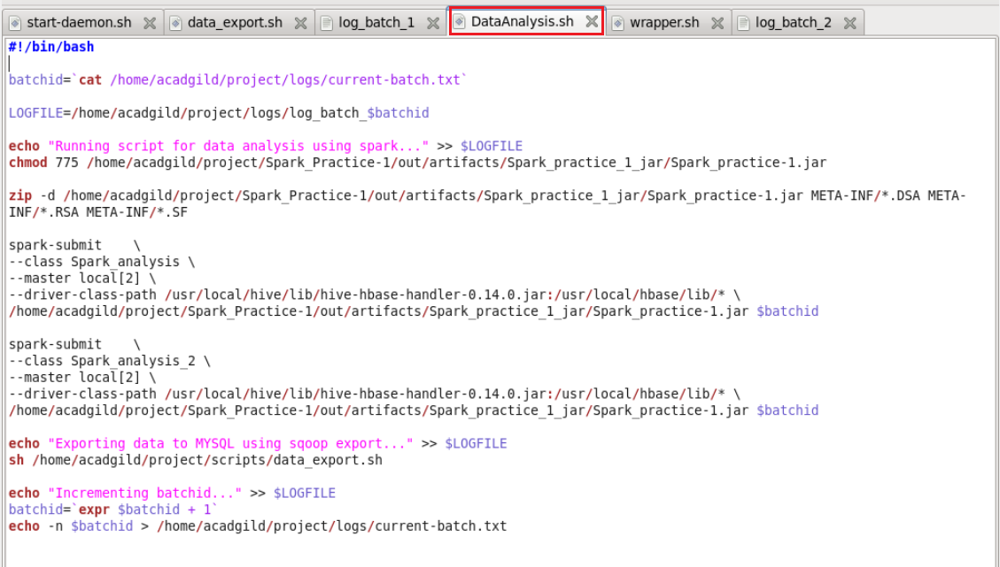 start-daemon.sh data_export.sh log_batch_1 DataAnalysis.sh wrapper.sh log_batch_2
#!/bin/bash
batchid=`cat /home/acadgild/project/logs/current-batch.txt`
LOGFILE=/home/acadgild/project/logs/log_batch_$batchid
echo "Running script for data analysis using spark..." >> $LOGFILE
chmod 775 /home/acadgild/project/Spark_Practice-1/out/artifacts/Spark_practice_1_jar/Spark_practice-1.jar
zip -d /home/acadgild/project/Spark_Practice-1/out/artifacts/Spark_practice_1_jar/Spark_practice-1.jar META-INF/*.DSA META-
INF/*.RSA META-INF/*.SF
spark-submit    \
--class Spark_analysis \
--master local[2] \
--driver-class-path /usr/local/hive/lib/hive-hbase-handler-0.14.0.jar:/usr/local/hbase/lib/* \
/home/acadgild/project/Spark_Practice-1/out/artifacts/Spark_practice_1_jar/Spark_practice-1.jar $batchid
spark-submit    \
--class Spark_analysis_2 \
--master local[2] \
--driver-class-path /usr/local/hive/lib/hive-hbase-handler-0.14.0.jar:/usr/local/hbase/lib/* \
/home/acadgild/project/Spark_Practice-1/out/artifacts/Spark_practice_1_jar/Spark_practice-1.jar $batchid
echo "Exporting data to MYSQL using sqoop export..." >> $LOGFILE
sh /home/acadgild/project/scripts/data_export.sh
echo "Incrementing batchid..." >> $LOGFILE
batchid=`expr $batchid + 1`
echo -n $batchid > /home/acadgild/project/logs/current-batch.txt